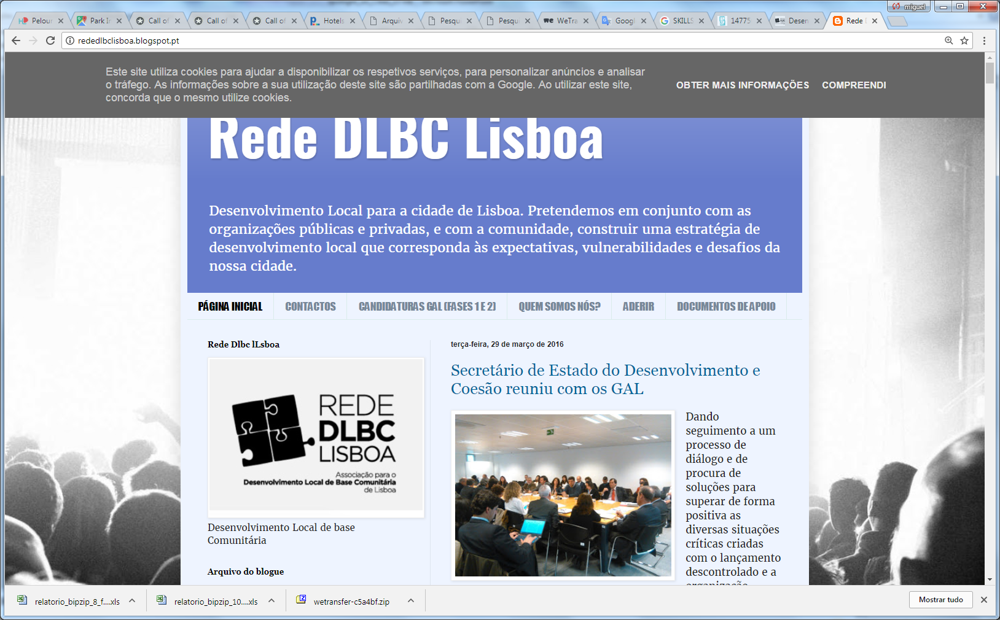 miguel
Pelour
Park In
Call of
Call of
Call of
Hotels
Arquiv
Pesqu
Pesqu
WeTra
Googl
SKILLS
14775
Desen
Rede
rededlbclisboa.blogspot.pt
Este site utiliza cookies para ajudar a disponibilizar os respetivos serviços, para personalizar anúncios e analisar
o tráfego. As informações sobre a sua utilização deste site são partilhadas com a Google. Ao utilizar este site,
concorda que o mesmo utilize cookies.
OBTER MAIS INFORMAÇÕES COMPREENDI
Rede DLBC Lisboa
Desenvolvimento Local para a cidade de Lisboa. Pretendemos em conjunto com as
organizações públicas e privadas, e com a comunidade, construir uma estratégia de
desenvolvimento local que corresponda às expectativas, vulnerabilidades e desafios da
nossa cidade.
PÁGINA INICIAL CONTACTOS CANDIDATURAS GAL (FASES 1 E 2) QUEM SOMOS NÓS? ADERIR DOCUMENTOS DE APOIO
Rede Dlbc lLsboa
REDE
DLBC
LISBOA
Associação para o
Desenvolvimento Local de Base Comunitária
de Lisboa
Desenvolvimento Local de base
Comunitária
Arquivo do blogue
terça-feira, 29 de março de 2016
Secretário de Estado do Desenvolvimento e
Coesão reuniu com os GAL
Dando
seguimento a um
processo de
diálogo e de
procura de
soluções para
superar de forma
positiva as
diversas situações
críticas criadas
com o lançamento
descontrolado e a
organização
relatorio_bipzip_8_f....xls
relatorio_bipzip_10....xls
wetransfer-c5a4bf.zip
Mostrar tudo